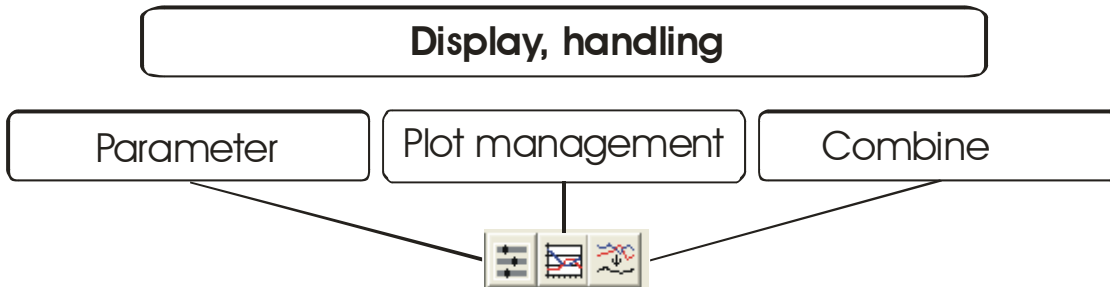 Display, handling
Parameter
Plot management
Combine